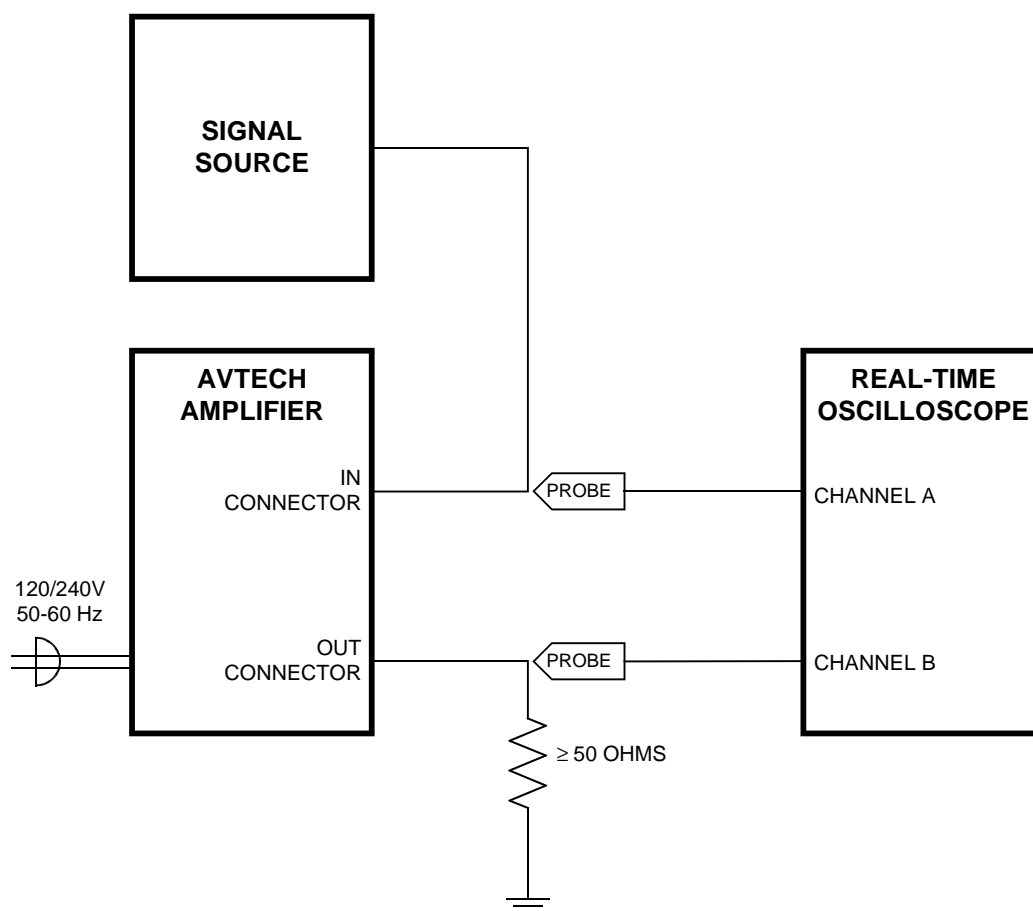 SIGNAL
SOURCE
AVTECH
AMPLIFIER
REAL-TIME
OSCILLOSCOPE
IN
CONNECTOR
PROBE
CHANNEL A
120/240V
50-60 Hz
OUT
CONNECTOR
PROBE
CHANNEL B
≥ 50 OHMS